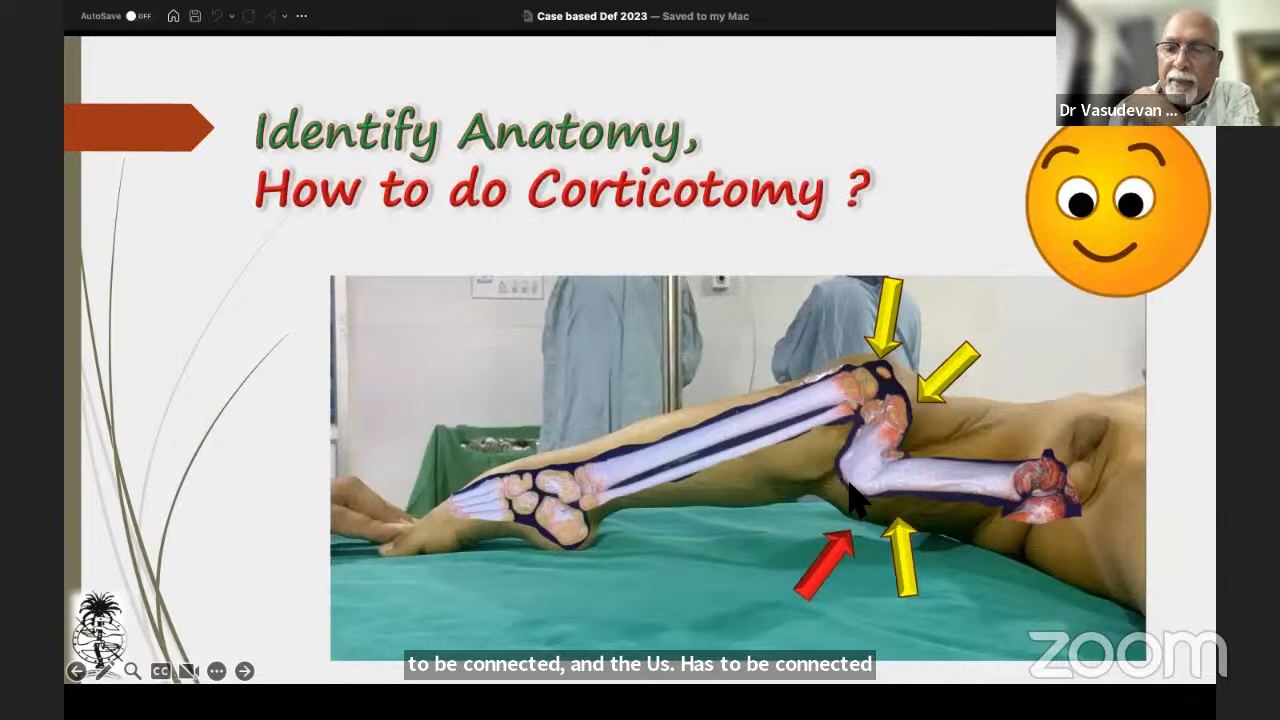 AutoSave OFF
Case based Def 2023 — Saved to my Mac
Dr Vasudevan ...
Identify Anatomy,
How to do Corticotomy ?
CC
to be connected, and the Us. Has to be connected
zoom